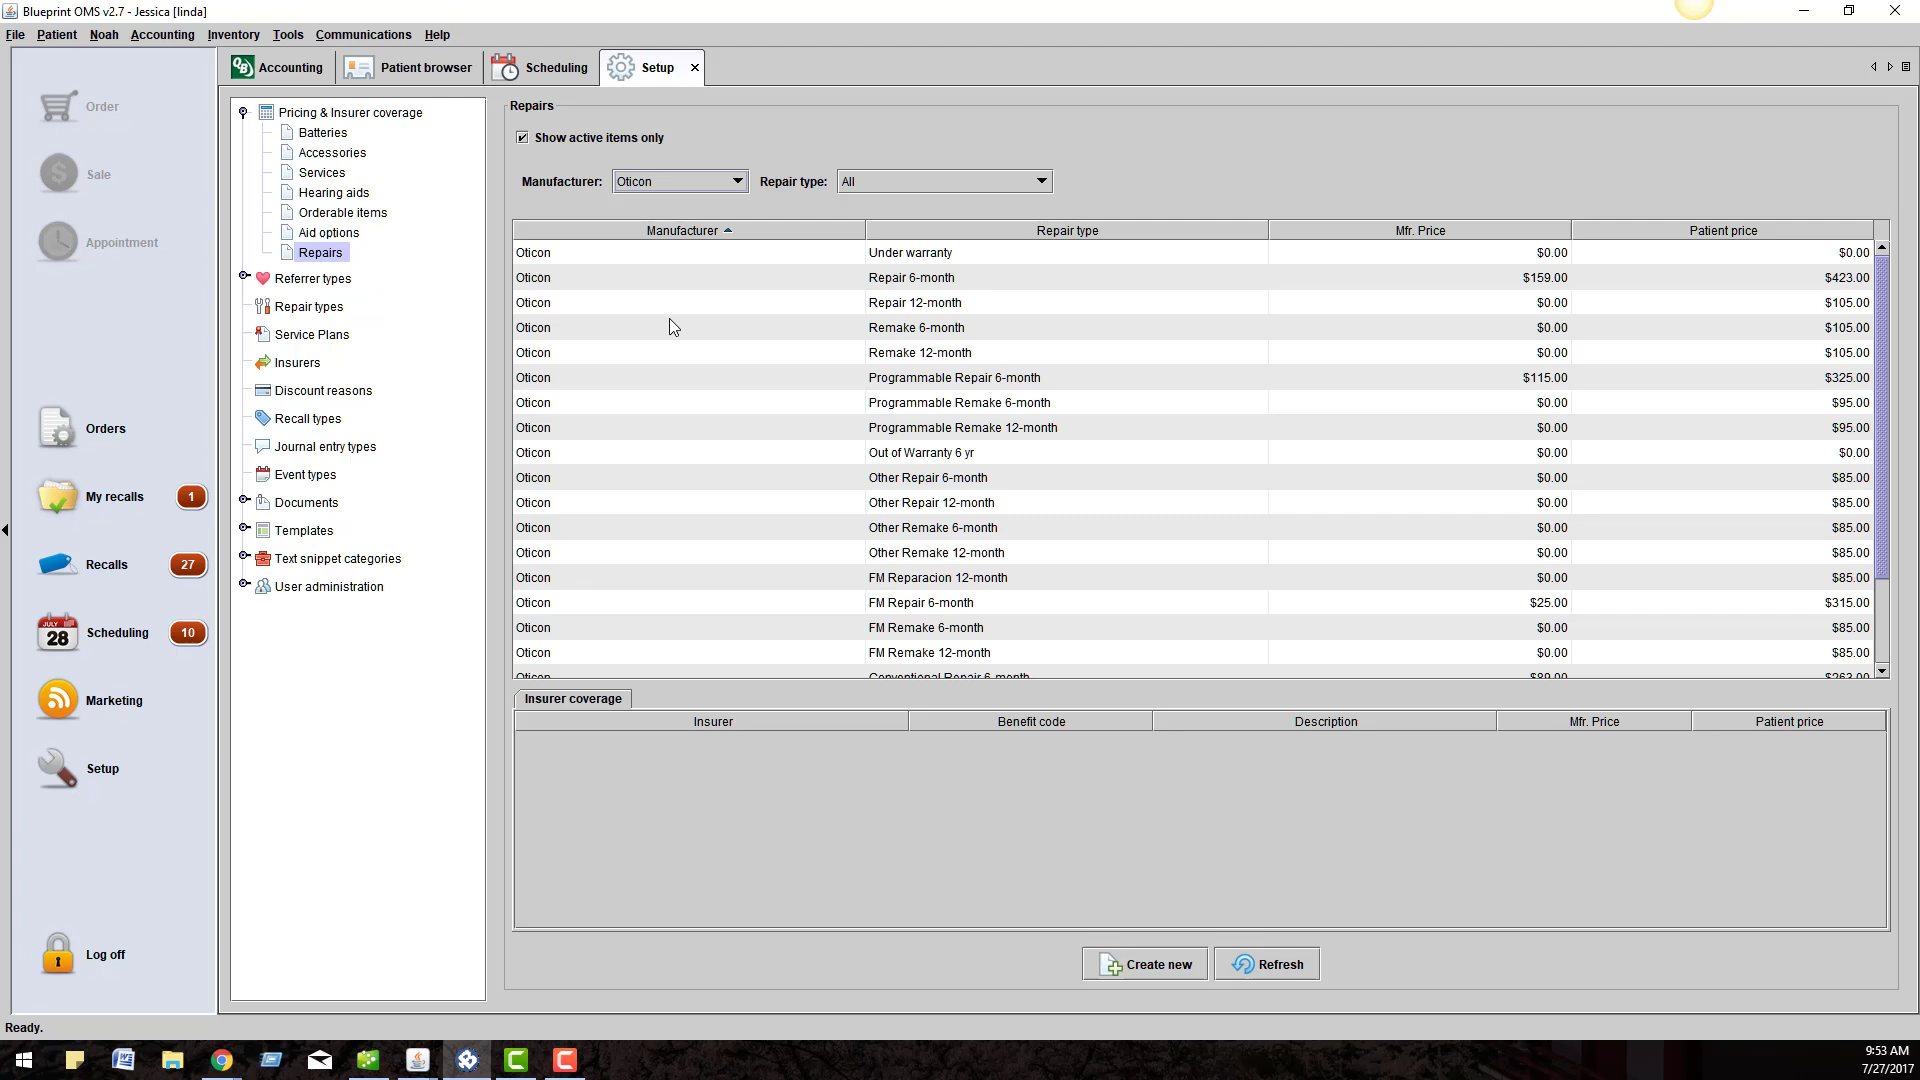 Blueprint OMS v2.7 - Jessica [linda]
File Patient Noah Accounting Inventory Tools Communications Help
Accounting Patient browser Scheduling Setup
Order
Sale
Appointment
Orders
My recalls 1
Recalls 27
JULY 28 Scheduling 10
Marketing
Setup
Log off
Pricing & Insurer coverage
Batteries
Accessories
Services
Hearing aids
Orderable items
Aid options
Repairs
Referrer types
Repair types
Service Plans
Insurers
Discount reasons
Recall types
Journal entry types
Event types
Documents
Templates
Text snippet categories
User administration
Repairs
Show active items only
Manufacturer: Oticon Repair type: All
Manufacturer Repair type Mfr. Price Patient price
Oticon Under warranty $0.00 $0.00
Oticon Repair 6-month $159.00 $423.00
Oticon Repair 12-month $0.00 $105.00
Oticon Remake 6-month $0.00 $105.00
Oticon Remake 12-month $0.00 $105.00
Oticon Programmable Repair 6-month $115.00 $325.00
Oticon Programmable Remake 6-month $0.00 $95.00
Oticon Programmable Remake 12-month $0.00 $95.00
Oticon Out of Warranty 6 yr $0.00 $0.00
Oticon Other Repair 6-month $0.00 $85.00
Oticon Other Repair 12-month $0.00 $85.00
Oticon Other Remake 6-month $0.00 $85.00
Oticon Other Remake 12-month $0.00 $85.00
Oticon FM Reparacion 12-month $0.00 $85.00
Oticon FM Repair 6-month $25.00 $315.00
Oticon FM Remake 6-month $0.00 $85.00
Oticon FM Remake 12-month $0.00 $85.00
Oticon Conventional Repair 6-month $89.00 $263.00
Insurer coverage
Insurer Benefit code Description Mfr. Price Patient price
Create new Refresh
Ready.
9:53 AM
7/27/2017